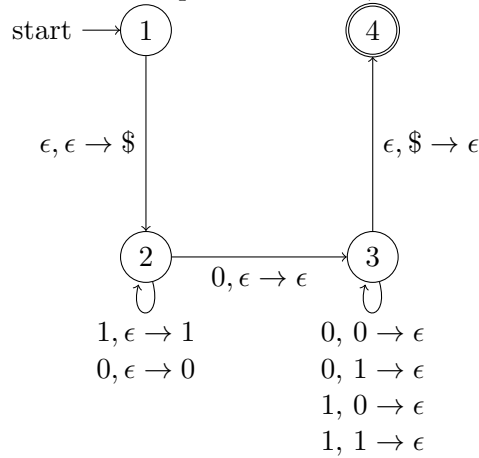 start
1
4
ϵ, ϵ → $
ϵ, $ → ϵ
2
3
0, ϵ → ϵ
1, ϵ → 1
0, ϵ → 0
0, 0 → ϵ
0, 1 → ϵ
1, 0 → ϵ
1, 1 → ϵ